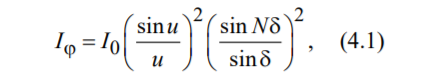 I_φ = I_0 (sin u / u)^2 (sin Nδ / sin δ)^2 , (4.1)